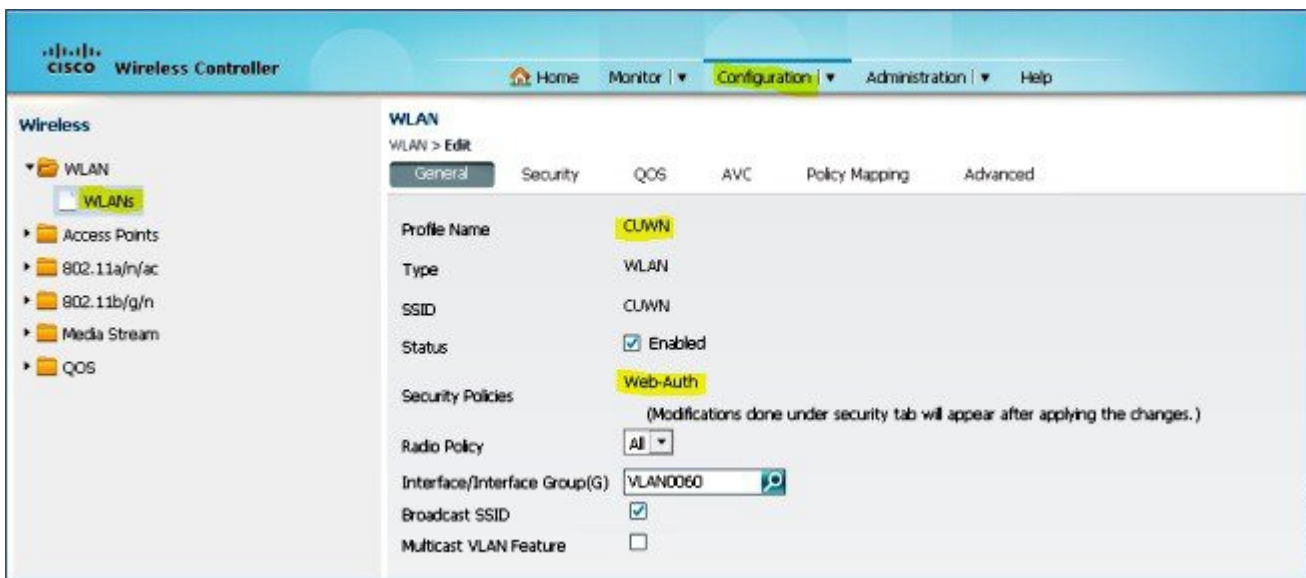 CISCO Wireless Controller
Home Monitor Configuration Administration Help
Wireless
WLAN
WLANs
Access Points
802.11a/n/ac
802.11b/g/n
Media Stream
QOS
WLAN
WLAN > Edit
General Security QOS AVC Policy Mapping Advanced
Profile Name CUWN
Type WLAN
SSID CUWN
Status Enabled
Security Policies Web-Auth
(Modifications done under security tab will appear after applying the changes.)
Radio Policy All
Interface/Interface Group(G) VLAN0060
Broadcast SSID
Multicast VLAN Feature